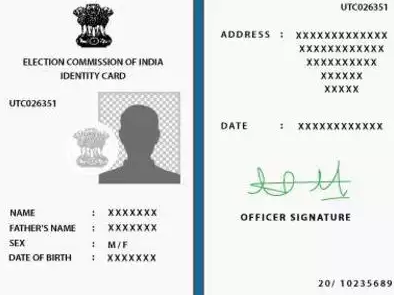 ELECTION COMMISSION OF INDIA
IDENTITY CARD
UTC026351
NAME : XXXXXXX
FATHER'S NAME : XXXXXXX
SEX : M / F
DATE OF BIRTH : XXXXXXX
UTC026351
ADDRESS : XXXXXXXXXXXXX
XXXXXXXXXXXX
XXXXXXXXXX
XXXXXX
XXXXX
DATE : XXXXXXXXXXXX
OFFICER SIGNATURE
20/ 10235689